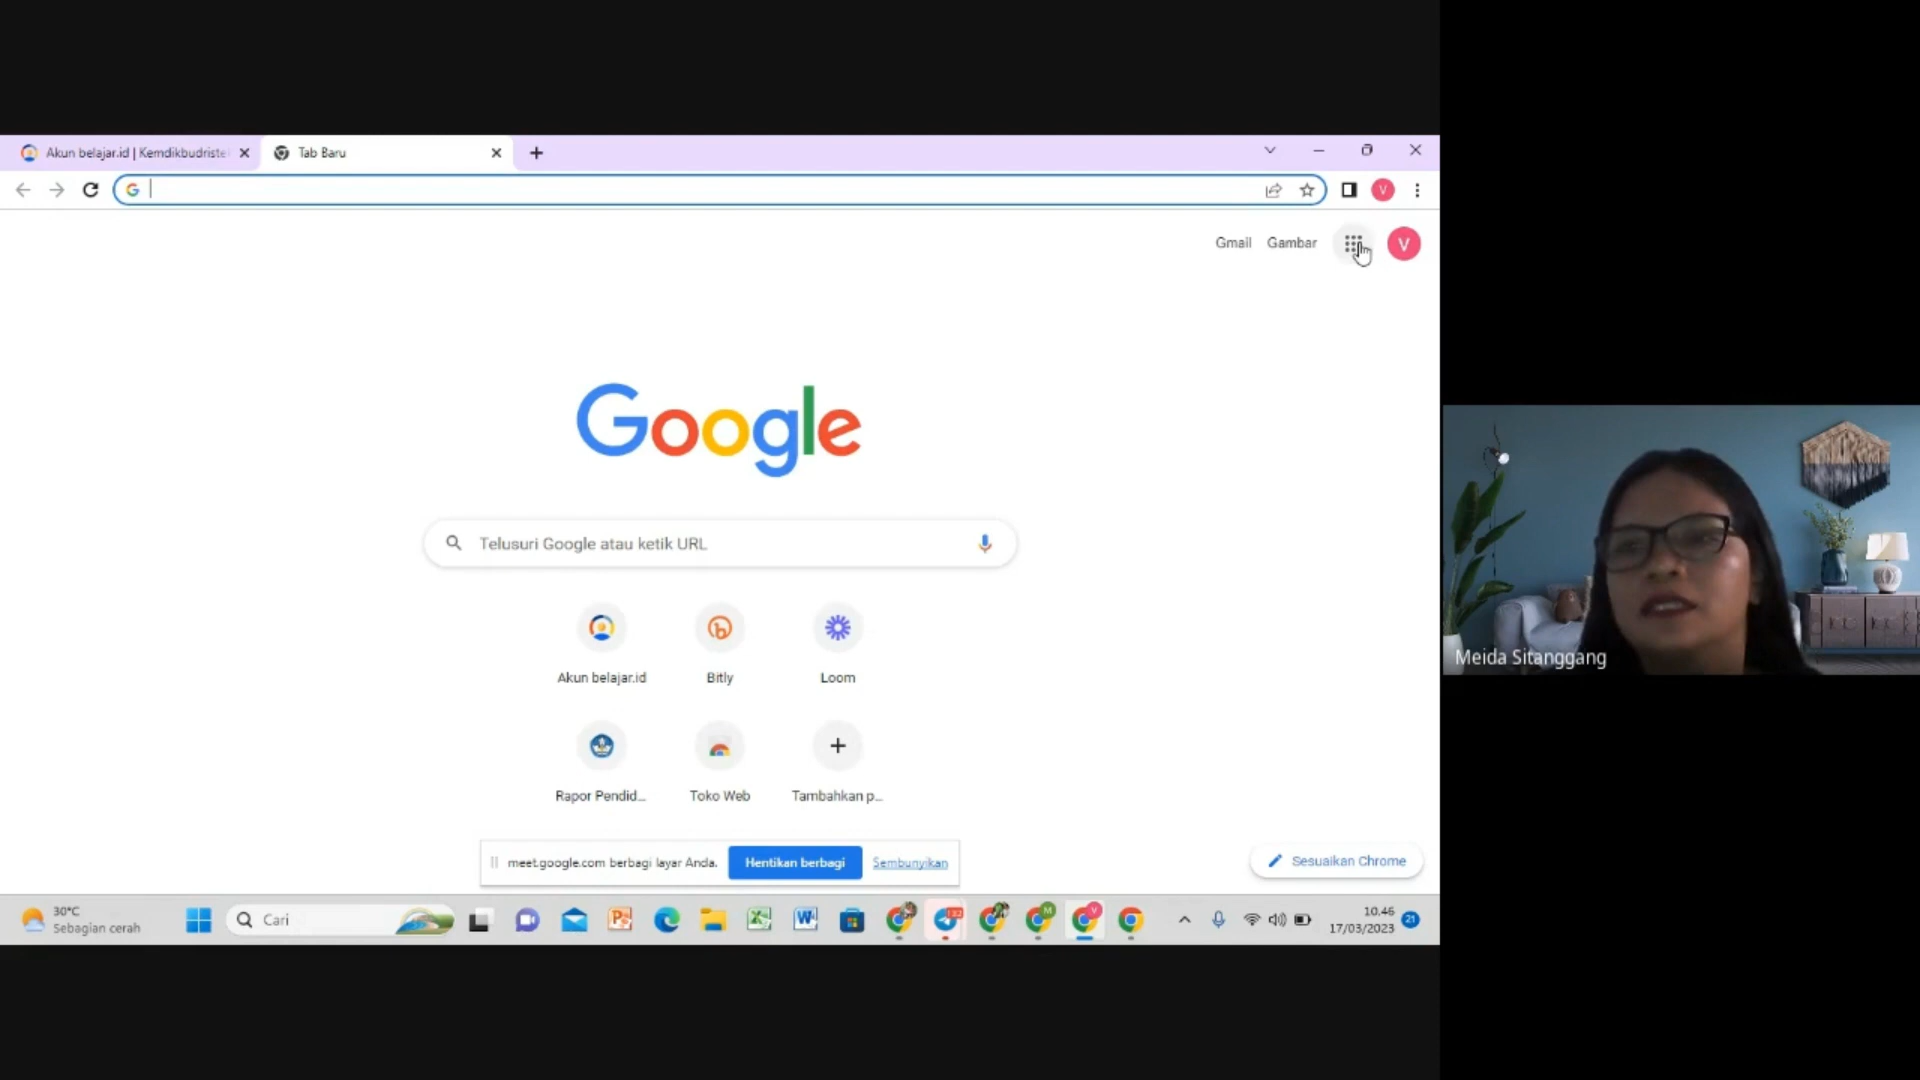 Akun belajar.id | Kemdikbudriste
Tab Baru
V
Gmail
Gambar
V
Google
Telusuri Google atau ketik URL
Akun belajar.id
Bitly
Loom
Rapor Pendid...
Toko Web
Tambahkan p...
meet.google.com berbagi layar Anda.
Hentikan berbagi
Sembunyikan
Sesuaikan Chrome
30°C
Sebagian cerah
Cari
10.46
17/03/2023
21
Meida Sitanggang